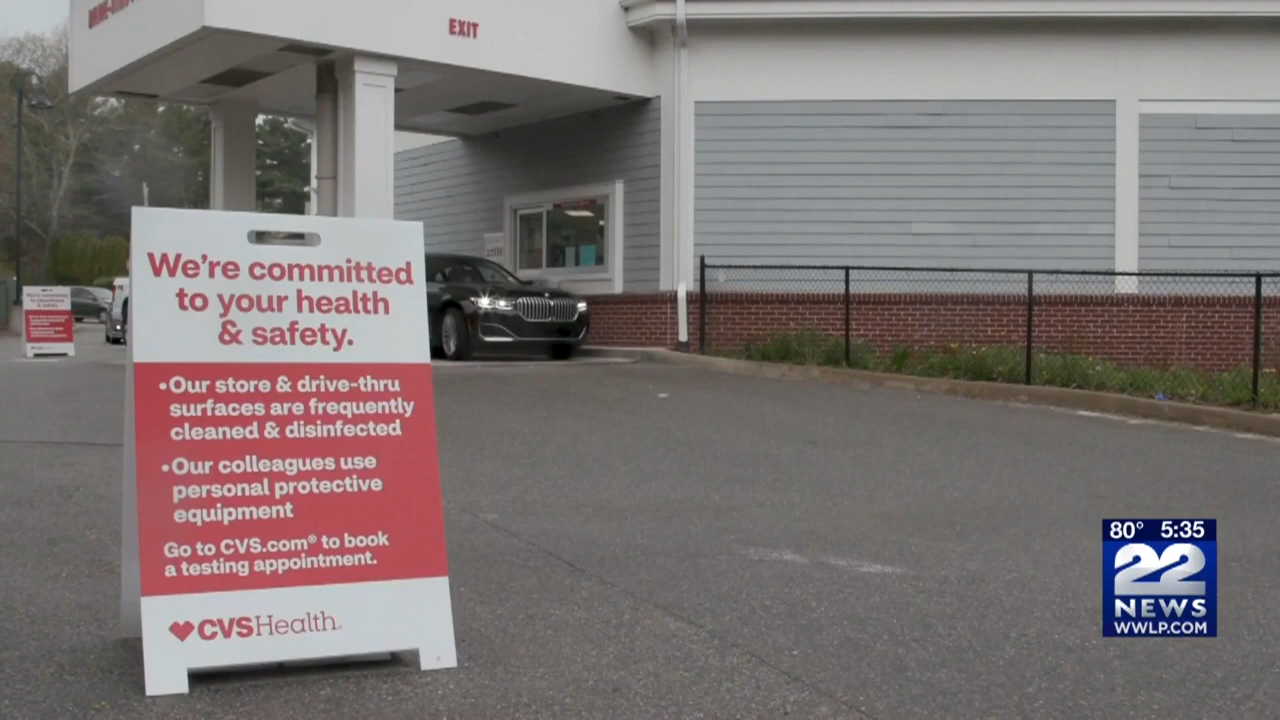 EXIT
We're committed
to your health
& safety.
•Our store & drive-thru
surfaces are frequently
cleaned & disinfected
•Our colleagues use
personal protective
equipment
Go to CVS.com® to book
a testing appointment.
CVSHealth.
80° 5:35
22
NEWS
WWLP.COM